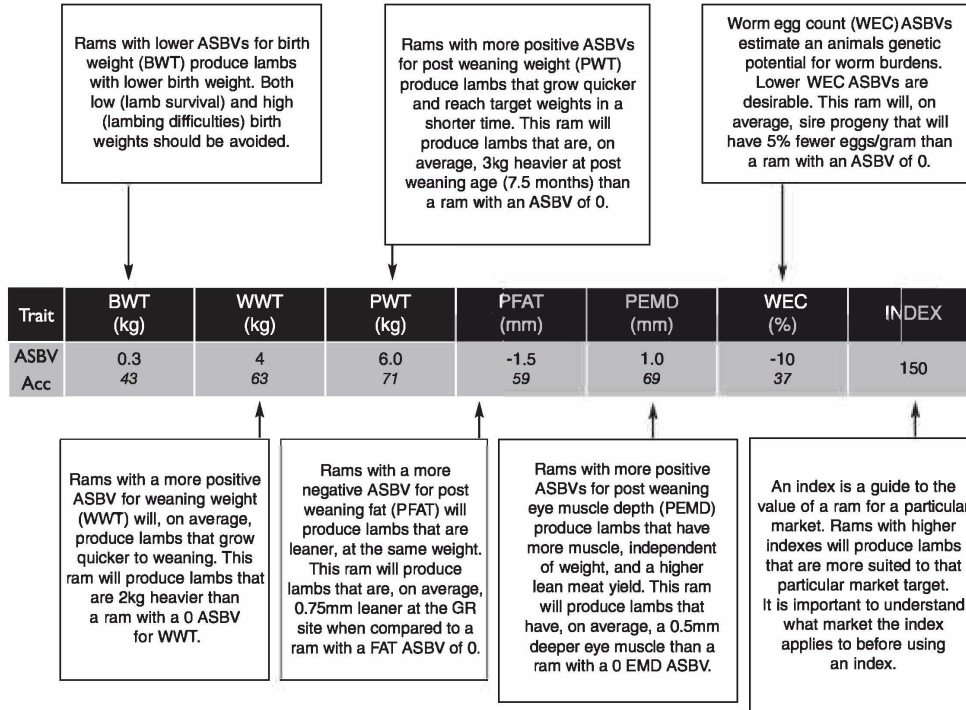 Rams with lower ASBVs for birth
weight (BWT) produce lambs
with lower birth weight. Both
low (lamb survival) and high
(lambing difficulties) birth
weights should be avoided.
Rams with more positive ASBVs
for post weaning weight (PWT)
produce lambs that grow quicker
and reach target weights in a
shorter time. This ram will
produce lambs that are, on
average, 3kg heavier at post
weaning age (7.5 months) than
a ram with an ASBV of 0.
Worm egg count (WEC) ASBVs
estimate an animals genetic
potential for worm burdens.
Lower WEC ASBVs are
desirable. This ram will, on
average, sire progeny that will
have 5% fewer eggs/gram than
a ram with an ASBV of 0.
Trait BWT (kg) WWT (kg) PWT (kg) PFAT (mm) PEMD (mm) WEC (%) INDEX
ASBV 0.3 4 6.0 -1.5 1.0 -10 150
Acc 43 63 71 59 69 37
Rams with a more positive
ASBV for weaning weight
(WWT) will, on average,
produce lambs that grow
quicker to weaning. This
ram will produce lambs that
are 2kg heavier than
a ram with a 0 ASBV
for WWT.
Rams with a more
negative ASBV for post
weaning fat (PFAT) will
produce lambs that are
leaner, at the same weight.
This ram will produce
lambs that are, on average,
0.75mm leaner at the GR
site when compared to a
ram with a FAT ASBV of 0.
Rams with more positive
ASBVs for post weaning
eye muscle depth (PEMD)
produce lambs that have
more muscle, independent
of weight, and a higher
lean meat yield. This ram
will produce lambs that
have, on average, a 0.5mm
deeper eye muscle than a
ram with a 0 EMD ASBV.
An index is a guide to the
value of a ram for a particular
market. Rams with higher
indexes will produce lambs
that are more suited to that
particular market target.
It is important to understand
what market the index
applies to before using
an index.